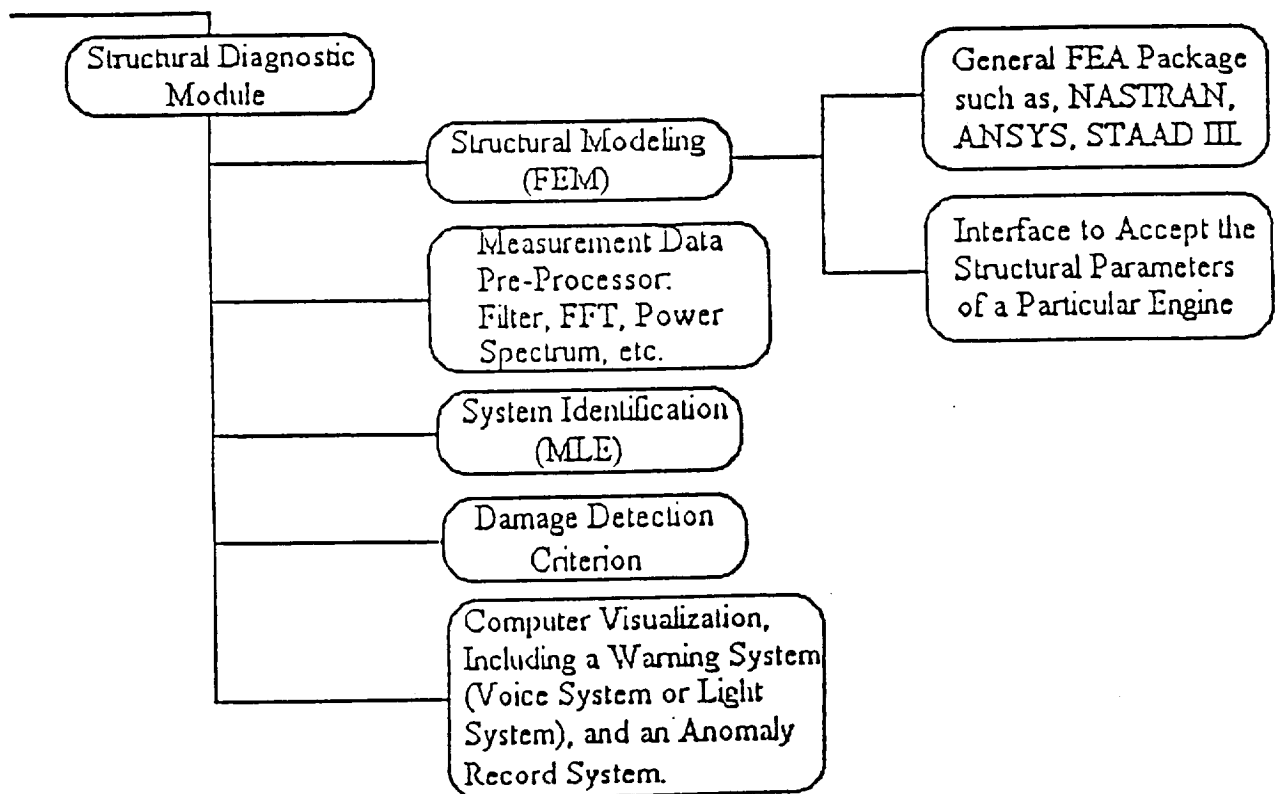 Structural Diagnostic
Module
Structural Modeling
(FEM)
General FEA Package
such as, NASTRAN,
ANSYS, STAAD III.
Interface to Accept the
Structural Parameters
of a Particular Engine
Measurement Data
Pre-Processor:
Filter, FFT, Power
Spectrum, etc.
System Identification
(MLE)
Damage Detection
Criterion
Computer Visualization,
Including a Warning System
(Voice System or Light
System), and an Anomaly
Record System.